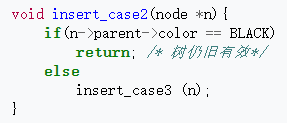 void insert_case2(node *n){
    if(n->parent->color == BLACK)
        return; /* 树仍旧有效*/
    else
        insert_case3 (n);
}